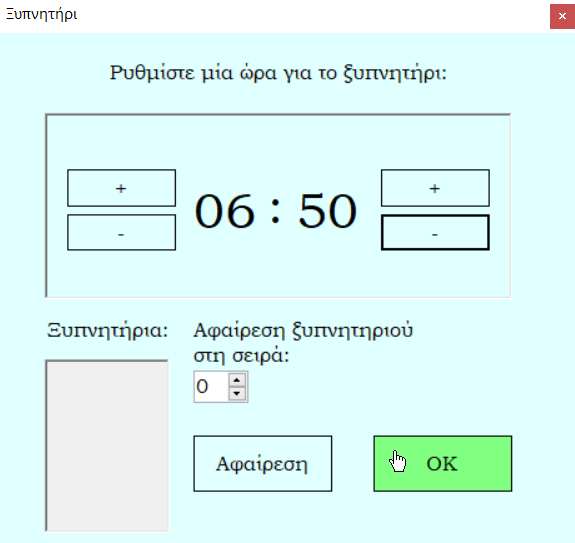 Ξυπνητήρι
Ρυθμίστε μία ώρα για το ξυπνητήρι:
+ 06 : 50 +
- -
Ξυπνητήρια:
Αφαίρεση ξυπνητηριού
στη σειρά:
0
Αφαίρεση
OK